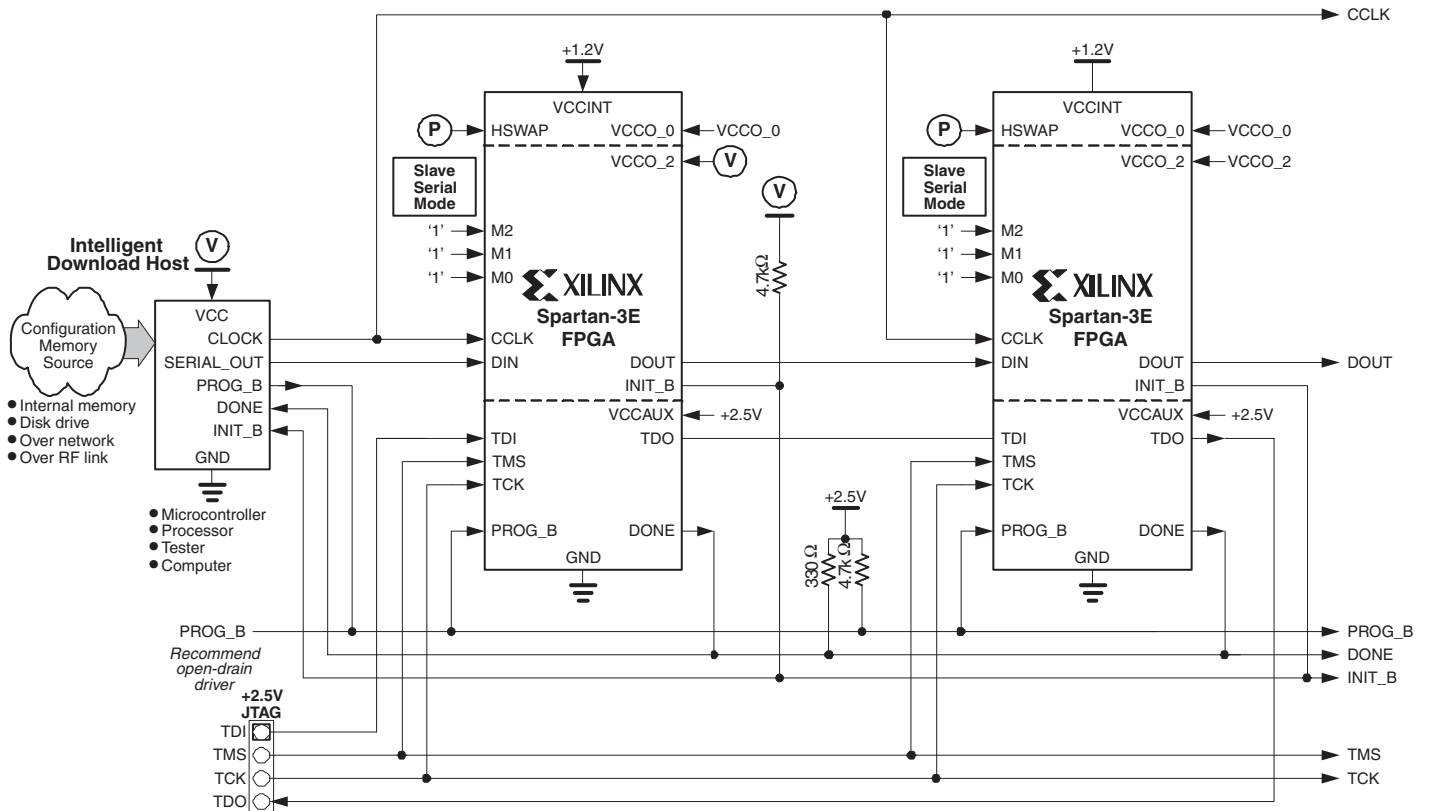 CCLK
+1.2V
+1.2V
VCCINT
VCCINT
P
HSWAP
VCCO_0
VCCO_0
P
HSWAP
VCCO_0
VCCO_0
VCCO_2
V
VCCO_2
VCCO_2
Slave
Serial
Mode
Slave
Serial
Mode
V
'1'
M2
'1'
M2
'1'
M1
'1'
M1
'1'
M0
'1'
M0
Intelligent
Download Host
V
4.7kΩ
XILINX
Spartan-3E
FPGA
XILINX
Spartan-3E
FPGA
VCC
Configuration
Memory
Source
CLOCK
CCLK
CCLK
SERIAL_OUT
DIN
DOUT
DIN
DOUT
DOUT
PROG_B
INIT_B
INIT_B
DONE
INIT_B
GND
● Internal memory
● Disk drive
● Over network
● Over RF link
VCCAUX
+2.5V
VCCAUX
+2.5V
TDI
TDO
TDI
TDO
TMS
TMS
TCK
TCK
● Microcontroller
● Processor
● Tester
● Computer
+2.5V
330 Ω
4.7k Ω
PROG_B
DONE
PROG_B
DONE
GND
GND
PROG_B
PROG_B
Recommend
open-drain
driver
DONE
INIT_B
+2.5V
JTAG
TDI
TMS
TMS
TCK
TCK
TDO